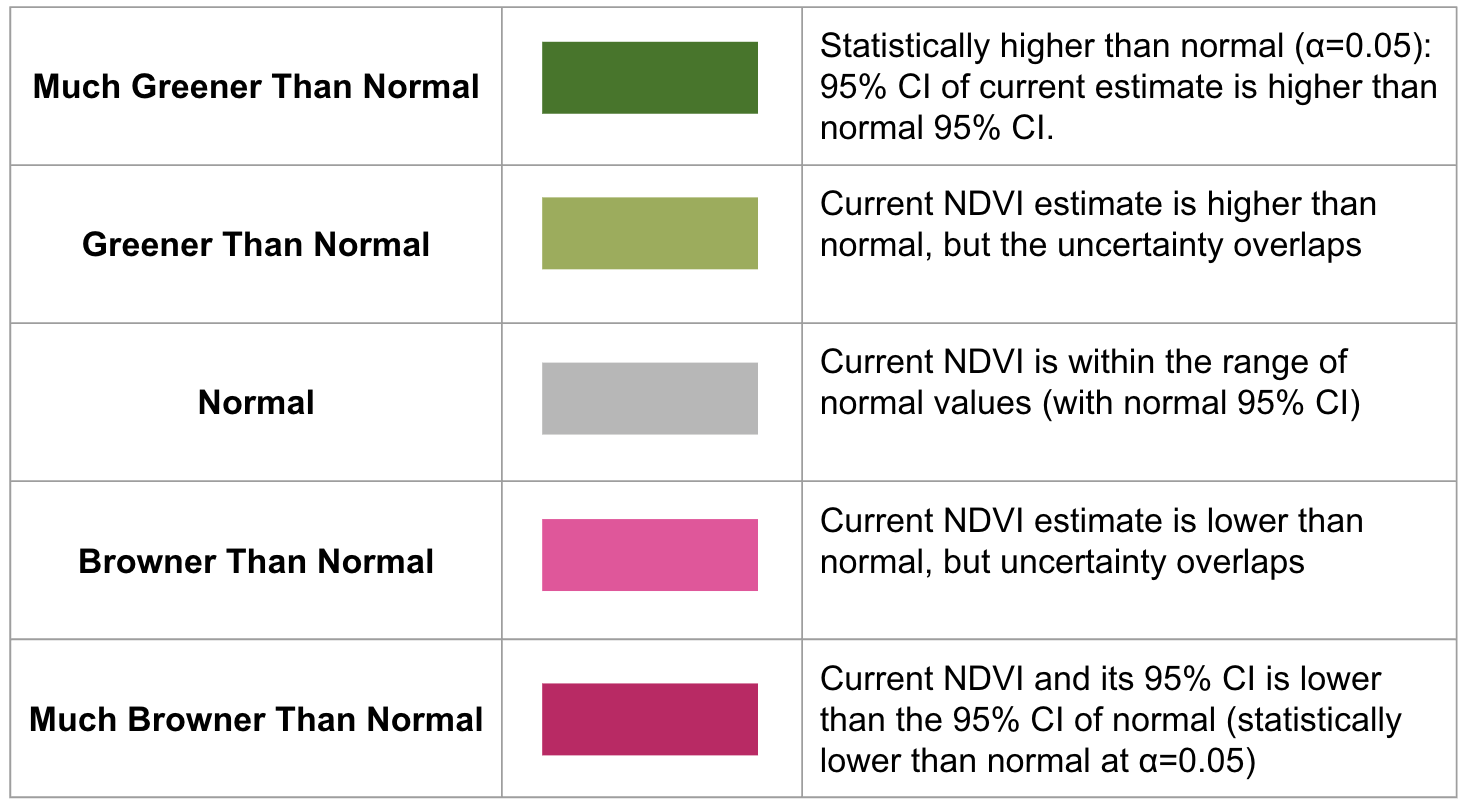 Much Greener Than Normal
Statistically higher than normal (α=0.05):
95% CI of current estimate is higher than
normal 95% CI.
Greener Than Normal
Current NDVI estimate is higher than
normal, but the uncertainty overlaps
Normal
Current NDVI is within the range of
normal values (with normal 95% CI)
Browner Than Normal
Current NDVI estimate is lower than
normal, but uncertainty overlaps
Much Browner Than Normal
Current NDVI and its 95% CI is lower
than the 95% CI of normal (statistically
lower than normal at α=0.05)